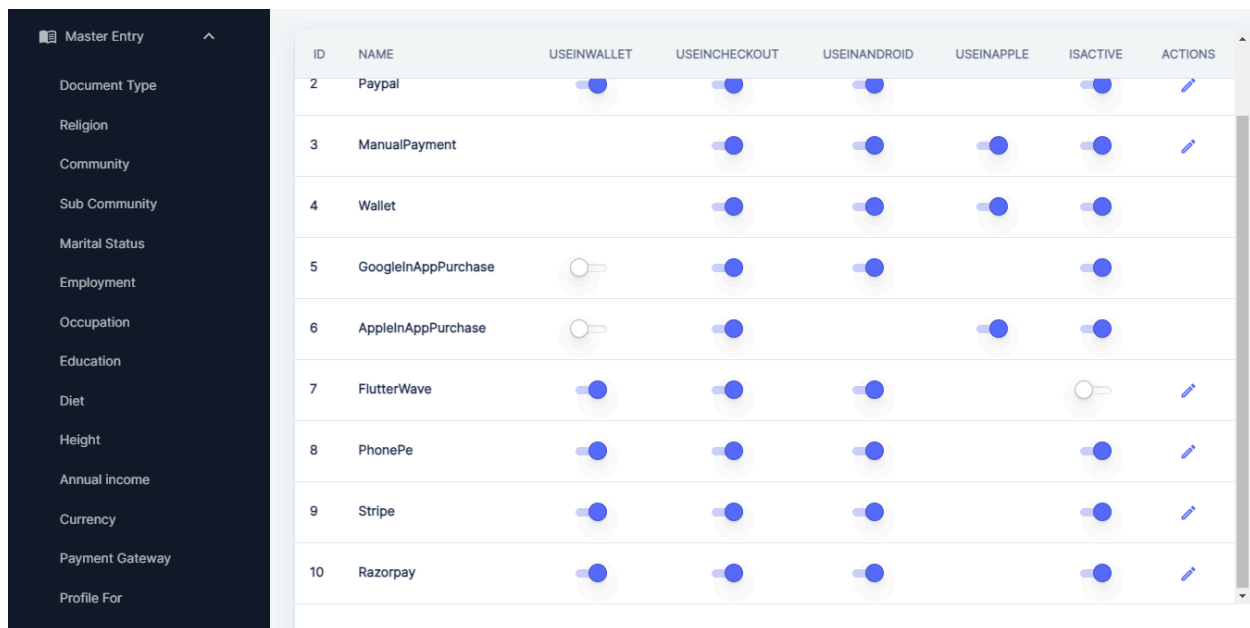 Master Entry
Document Type
Religion
Community
Sub Community
Marital Status
Employment
Occupation
Education
Diet
Height
Annual income
Currency
Payment Gateway
Profile For
ID NAME USEINWALLET USEINCHECKOUT USEINANDROID USEINAPPLE ISACTIVE ACTIONS
2 Paypal
3 ManualPayment
4 Wallet
5 GoogleInAppPurchase
6 AppleInAppPurchase
7 FlutterWave
8 PhonePe
9 Stripe
10 Razorpay